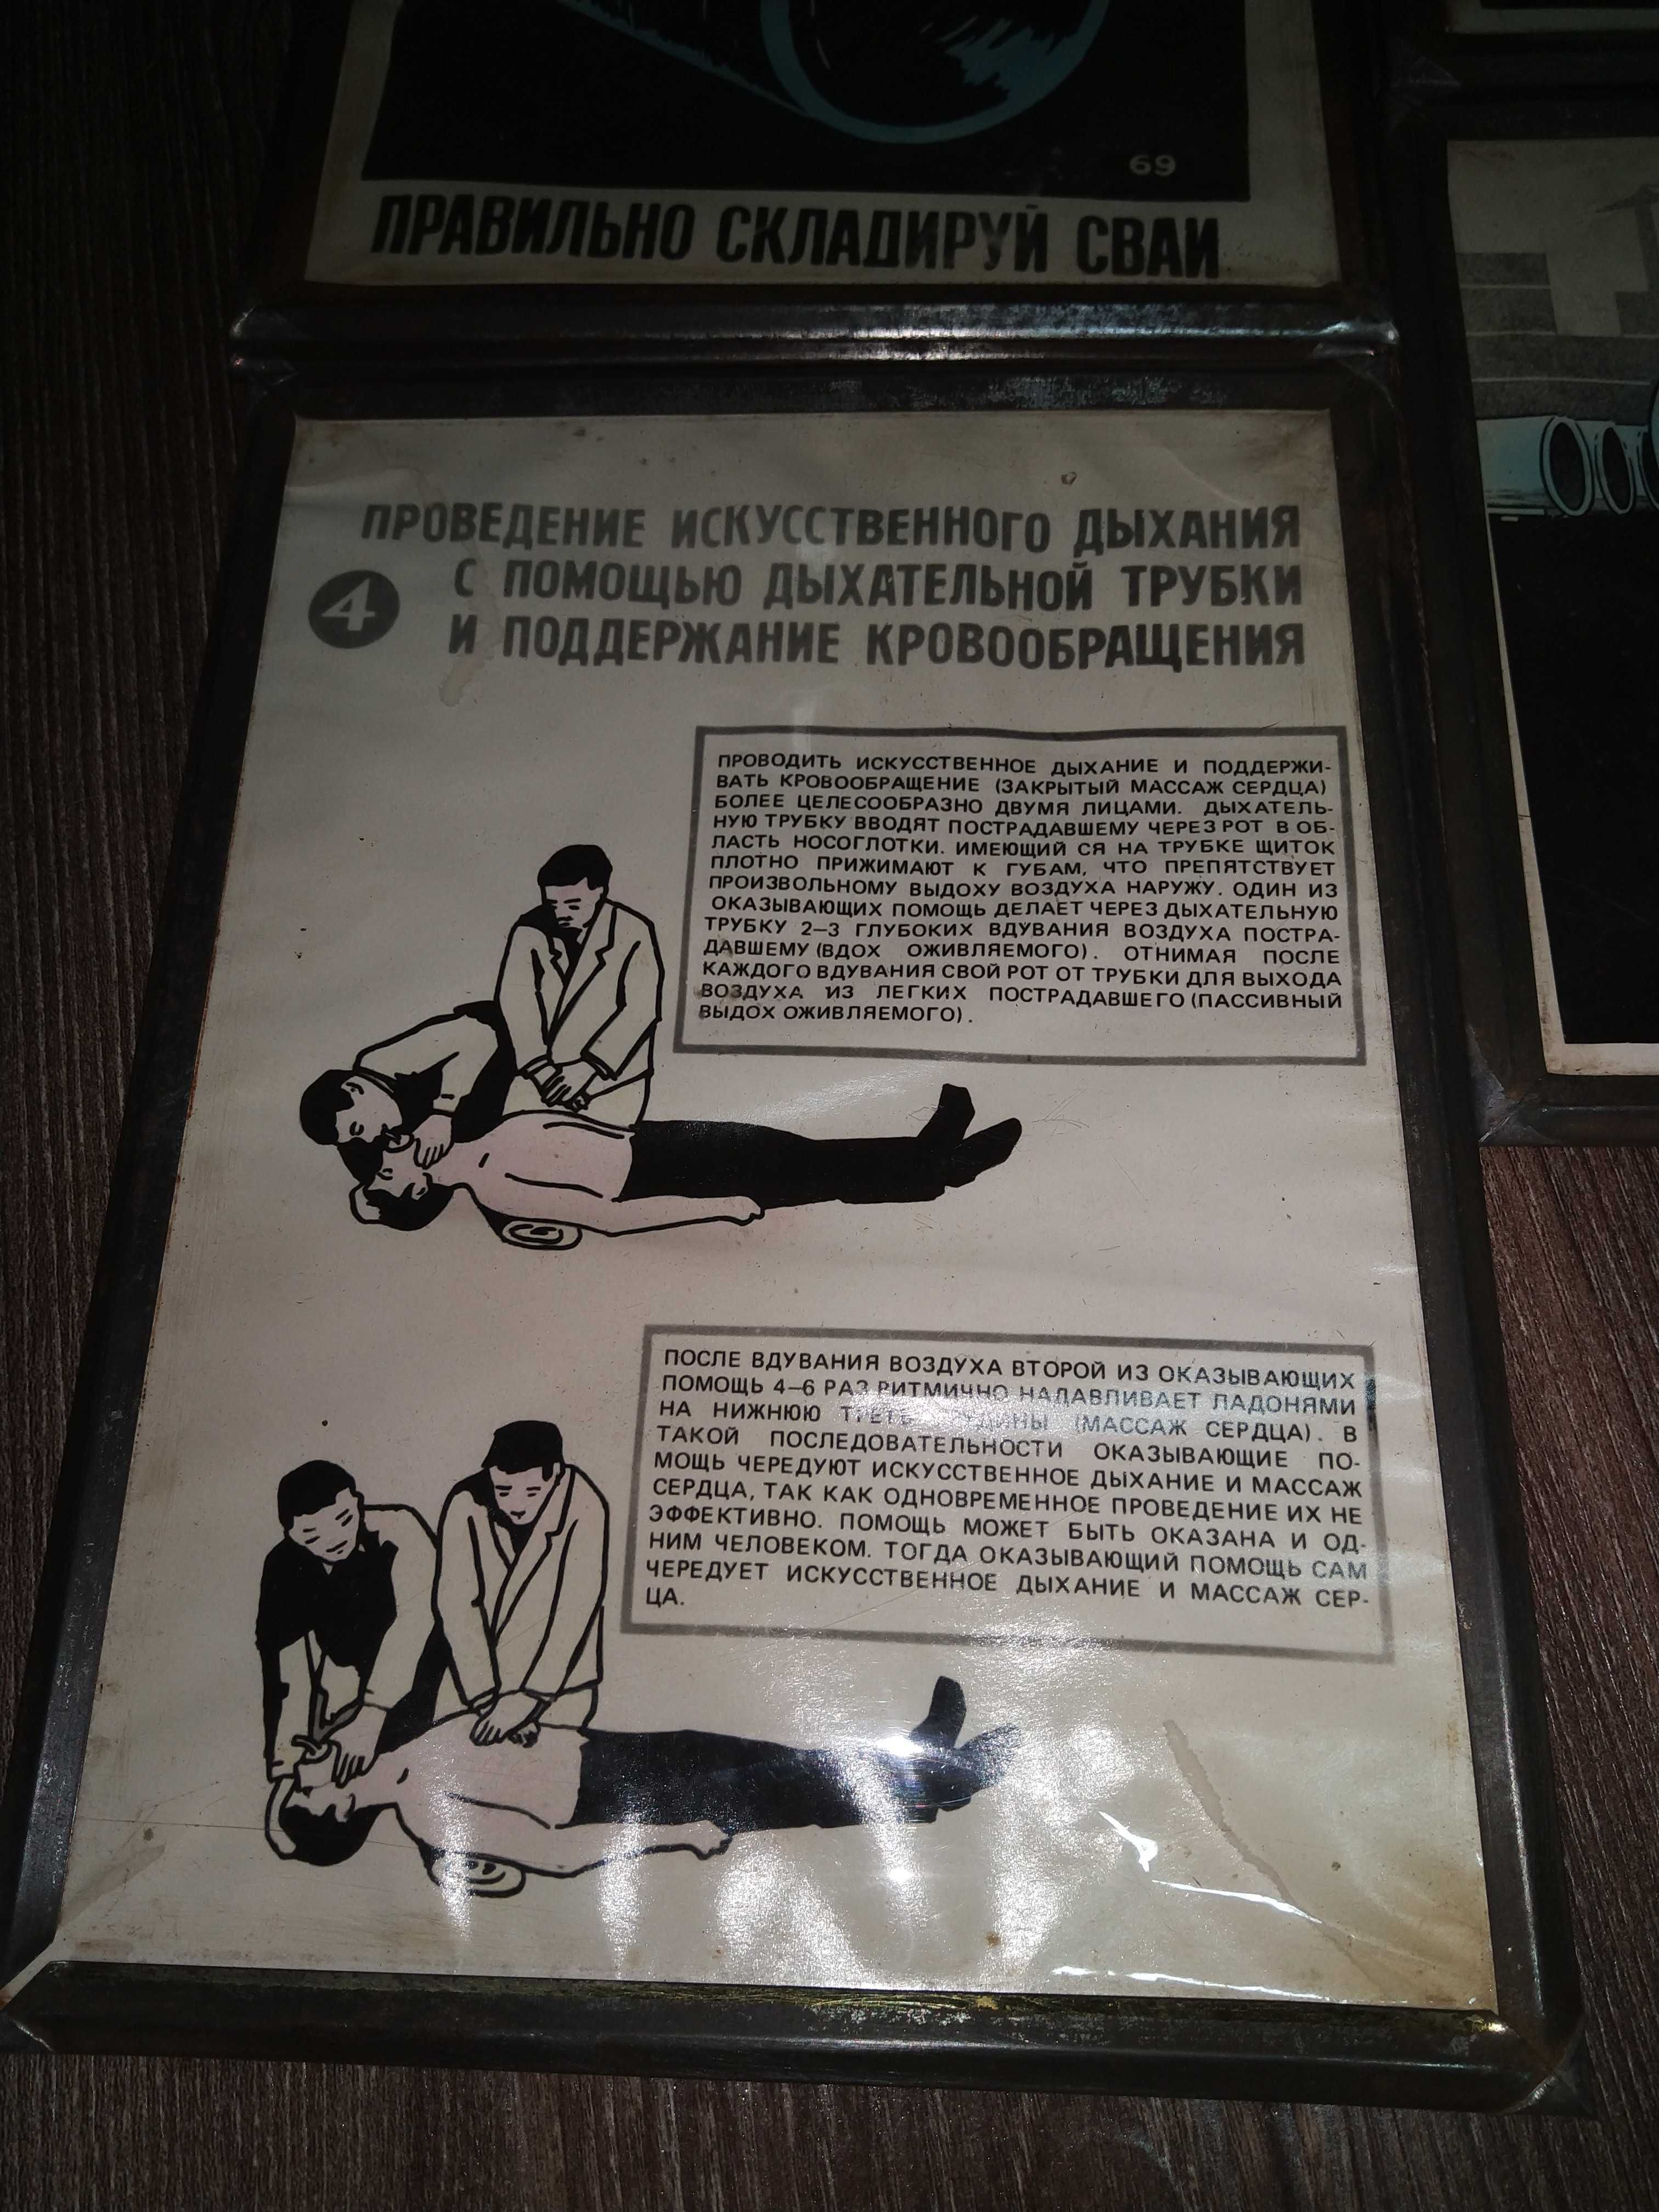 69
ПРАВИЛЬНО СКЛАДИРУЙ СВАИ
ПРОВЕДЕНИЕ ИСКУССТВЕННОГО ДЫХАНИЯ
4 С ПОМОЩЬЮ ДЫХАТЕЛЬНОЙ ТРУБКИ
И ПОДДЕРЖАНИЕ КРОВООБРАЩЕНИЯ
ПРОВОДИТЬ ИСКУССТВЕННОЕ ДЫХАНИЕ И ПОДДЕРЖИ-
ВАТЬ КРОВООБРАЩЕНИЕ (ЗАКРЫТЫЙ МАССАЖ СЕРДЦА)
БОЛЕЕ ЦЕЛЕСООБРАЗНО ДВУМЯ ЛИЦАМИ. ДЫХАТЕЛЬ-
НУЮ ТРУБКУ ВВОДЯТ ПОСТРАДАВШЕМУ ЧЕРЕЗ РОТ В ОБ-
ЛАСТЬ НОСОГЛОТКИ. ИМЕЮЩИЙ СЯ НА ТРУБКЕ ЩИТОК
ПЛОТНО ПРИЖИМАЮТ К ГУБАМ, ЧТО ПРЕПЯТСТВУЕТ
ПРОИЗВОЛЬНОМУ ВЫДОХУ ВОЗДУХА НАРУЖУ. ОДИН ИЗ
ОКАЗЫВАЮЩИХ ПОМОЩЬ ДЕЛАЕТ ЧЕРЕЗ ДЫХАТЕЛЬНУЮ
ТРУБКУ 2–3 ГЛУБОКИХ ВДУВАНИЯ ВОЗДУХА ПОСТРА-
ДАВШЕМУ (ВДОХ ОЖИВЛЯЕМОГО). ОТНИМАЯ ПОСЛЕ
КАЖДОГО ВДУВАНИЯ СВОЙ РОТ ОТ ТРУБКИ ДЛЯ ВЫХОДА
ВОЗДУХА ИЗ ЛЕГКИХ ПОСТРАДАВШЕГО (ПАССИВНЫЙ
ВЫДОХ ОЖИВЛЯЕМОГО).
ПОСЛЕ ВДУВАНИЯ ВОЗДУХА ВТОРОЙ ИЗ ОКАЗЫВАЮЩИХ
ПОМОЩЬ 4–6 РАЗ РИТМИЧНО НАДАВЛИВАЕТ ЛАДОНЯМИ
НА НИЖНЮЮ ТРЕТЬ ГРУДИНЫ (МАССАЖ СЕРДЦА). В
ТАКОЙ ПОСЛЕДОВАТЕЛЬНОСТИ ОКАЗЫВАЮЩИЕ ПО-
МОЩЬ ЧЕРЕДУЮТ ИСКУССТВЕННОЕ ДЫХАНИЕ И МАССАЖ
СЕРДЦА, ТАК КАК ОДНОВРЕМЕННОЕ ПРОВЕДЕНИЕ ИХ НЕ
ЭФФЕКТИВНО. ПОМОЩЬ МОЖЕТ БЫТЬ ОКАЗАНА И ОД-
НИМ ЧЕЛОВЕКОМ. ТОГДА ОКАЗЫВАЮЩИЙ ПОМОЩЬ САМ
ЧЕРЕДУЕТ ИСКУССТВЕННОЕ ДЫХАНИЕ И МАССАЖ СЕР-
ЦА.